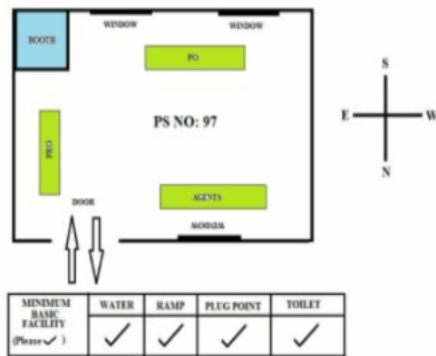 WINDOW
WINDOW
BOOTH
PO
S
PS NO: 97
E
W
PRO
N
AGENTS
DOOR
WINDOW
MINIMUM BASIC FACILITY (Please ✓ )
WATER
RAMP
PLUG POINT
TOILET
✓
✓
✓
✓